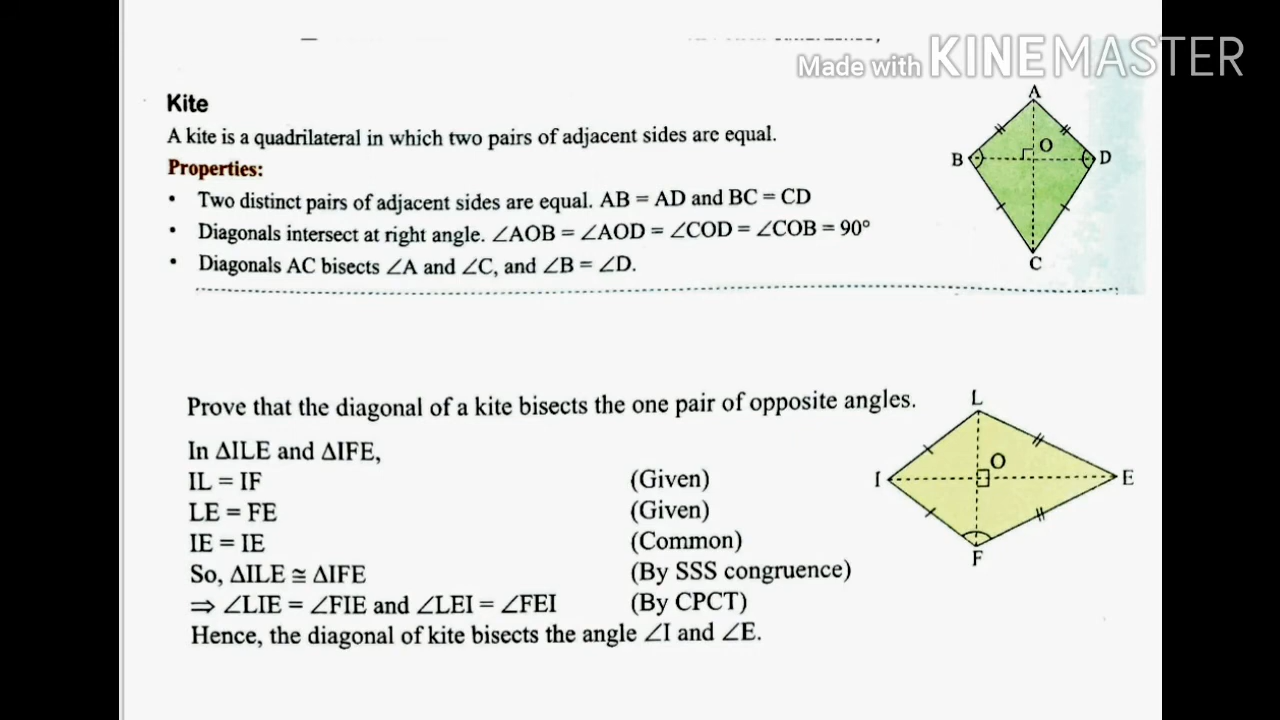 Made with KINEMASTER
Kite
A kite is a quadrilateral in which two pairs of adjacent sides are equal.
Properties:
• Two distinct pairs of adjacent sides are equal. AB = AD and BC = CD
• Diagonals intersect at right angle. ∠AOB = ∠AOD = ∠COD = ∠COB = 90°
• Diagonals AC bisects ∠A and ∠C, and ∠B = ∠D.
A
B
O
D
C
Prove that the diagonal of a kite bisects the one pair of opposite angles.
In ΔILE and ΔIFE,
IL = IF (Given)
LE = FE (Given)
IE = IE (Common)
So, ΔILE ≅ ΔIFE (By SSS congruence)
⇒ ∠LIE = ∠FIE and ∠LEI = ∠FEI (By CPCT)
Hence, the diagonal of kite bisects the angle ∠I and ∠E.
L
O
I
E
F